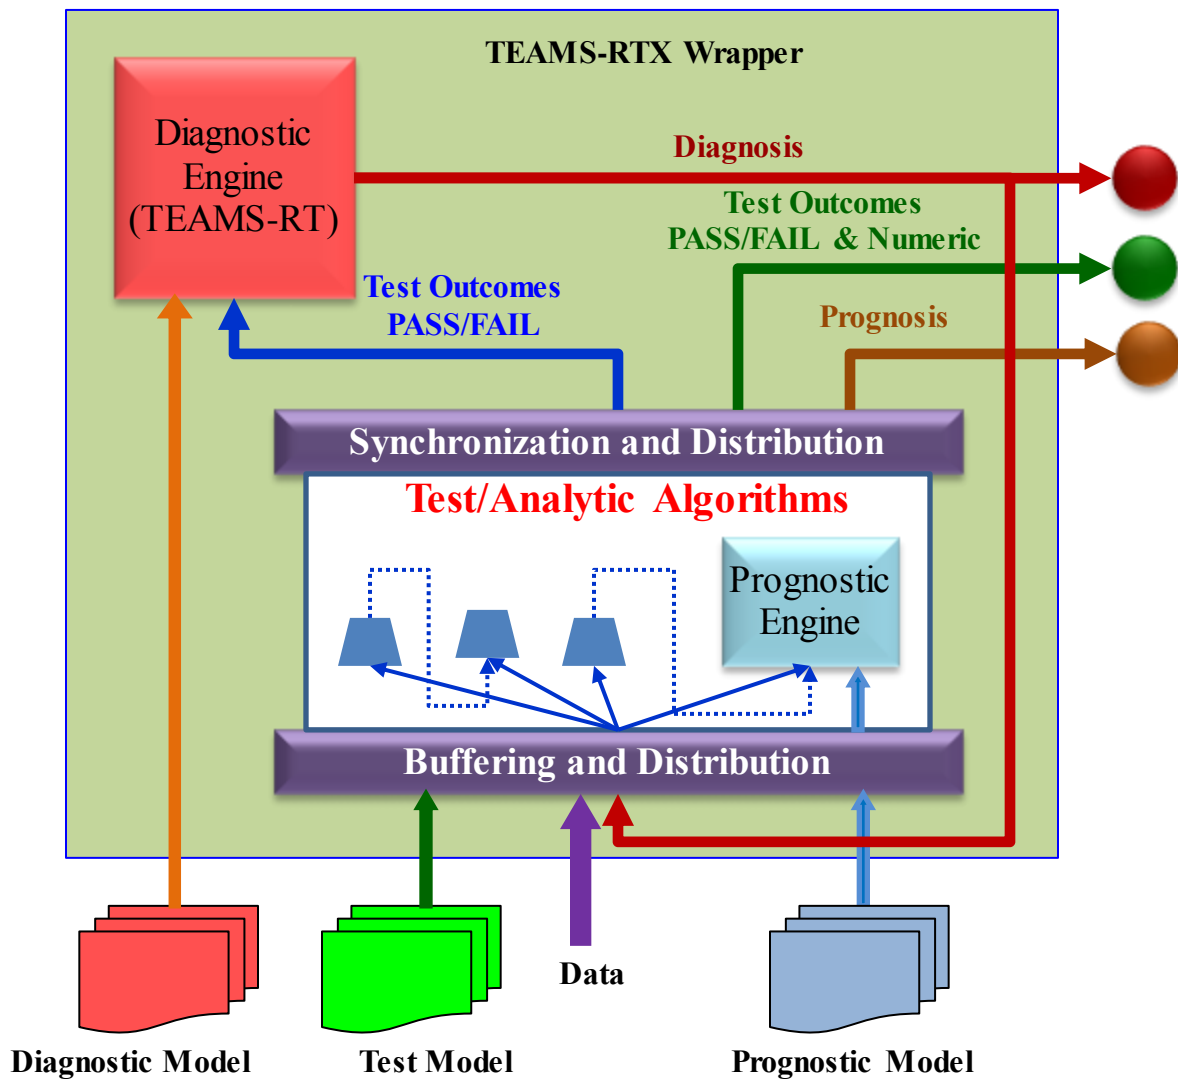 TEAMS-RTX Wrapper
Diagnostic
Engine
(TEAMS-RT)
Diagnosis
Test Outcomes
PASS/FAIL & Numeric
Test Outcomes
PASS/FAIL
Prognosis
Synchronization and Distribution
Test/Analytic Algorithms
Prognostic
Engine
Buffering and Distribution
Data
Diagnostic Model
Test Model
Prognostic Model